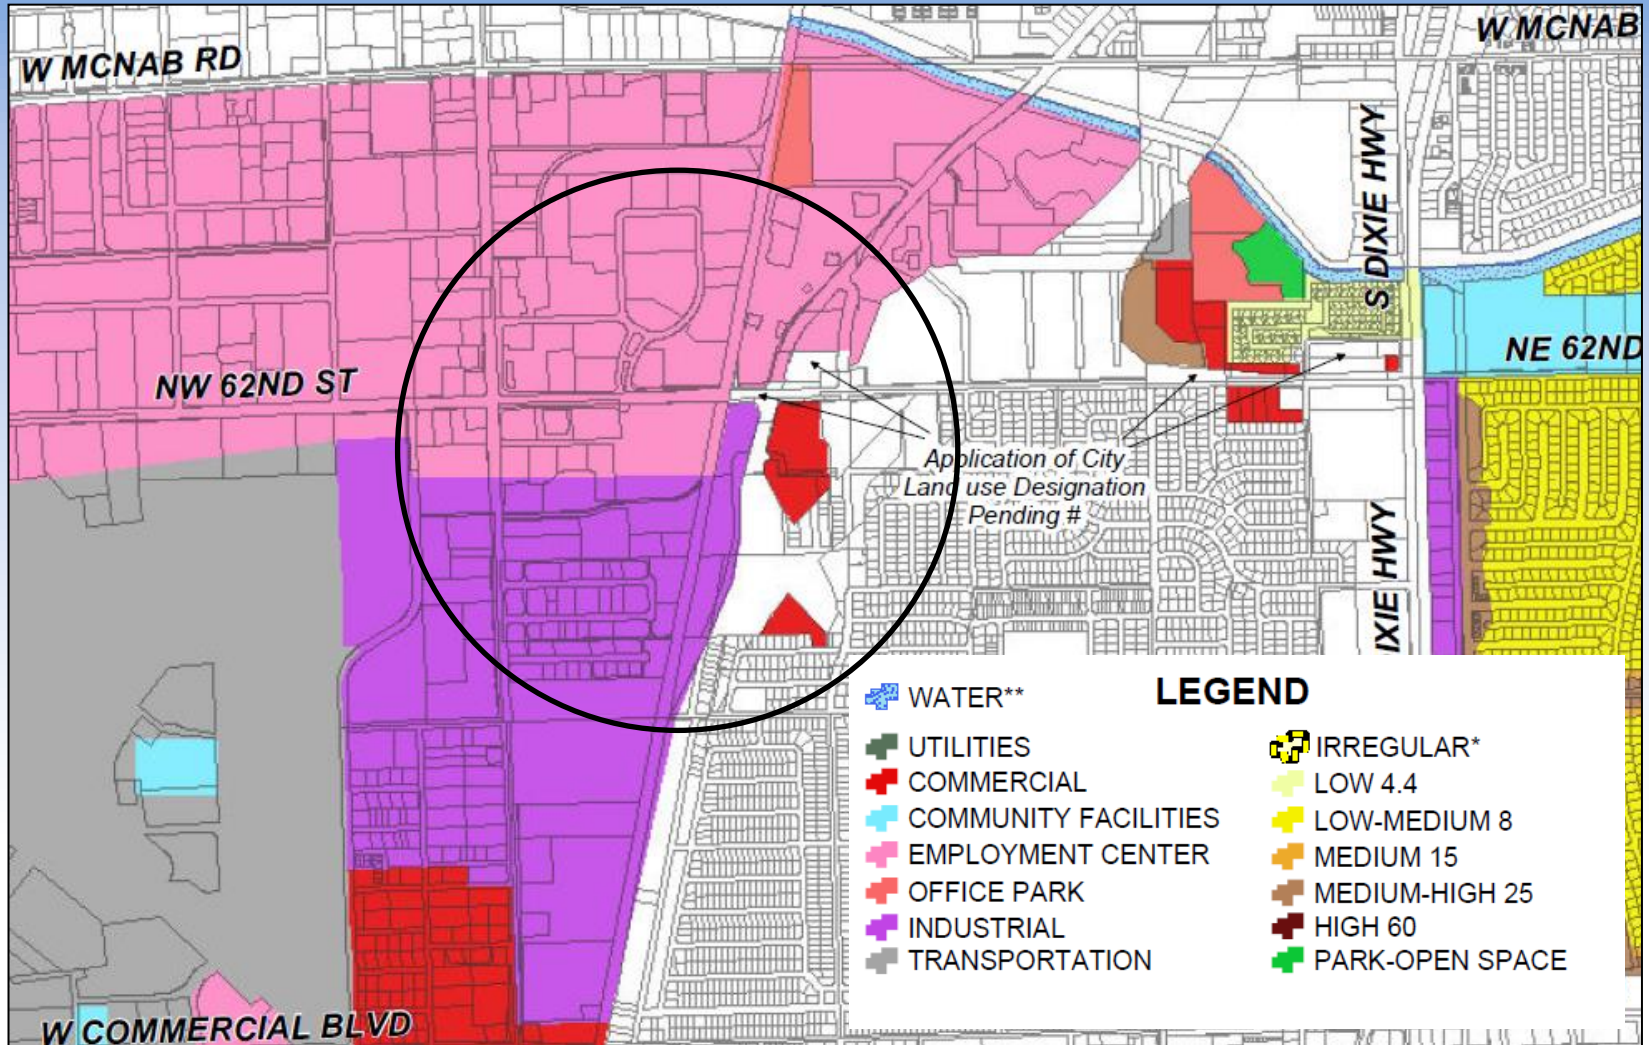 W MCNAB RD
W MCNAB
S DIXIE HWY
NE 62ND
NW 62ND ST
Application of City
Land use Designation
Pending #
IXIE HWY
LEGEND
WATER**
UTILITIES
COMMERCIAL
COMMUNITY FACILITIES
EMPLOYMENT CENTER
OFFICE PARK
INDUSTRIAL
TRANSPORTATION
IRREGULAR*
LOW 4.4
LOW-MEDIUM 8
MEDIUM 15
MEDIUM-HIGH 25
HIGH 60
PARK-OPEN SPACE
W COMMERCIAL BLVD